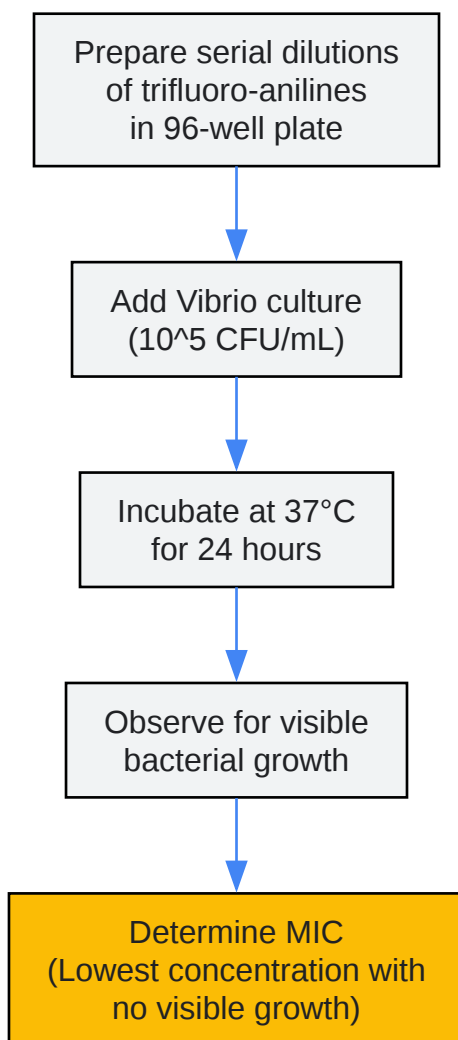 Prepare serial dilutions
of trifluoro-anilines
in 96-well plate
Add Vibrio culture
(10^5 CFU/mL)
Incubate at 37°C
for 24 hours
Observe for visible
bacterial growth
Determine MIC
(Lowest concentration with
no visible growth)